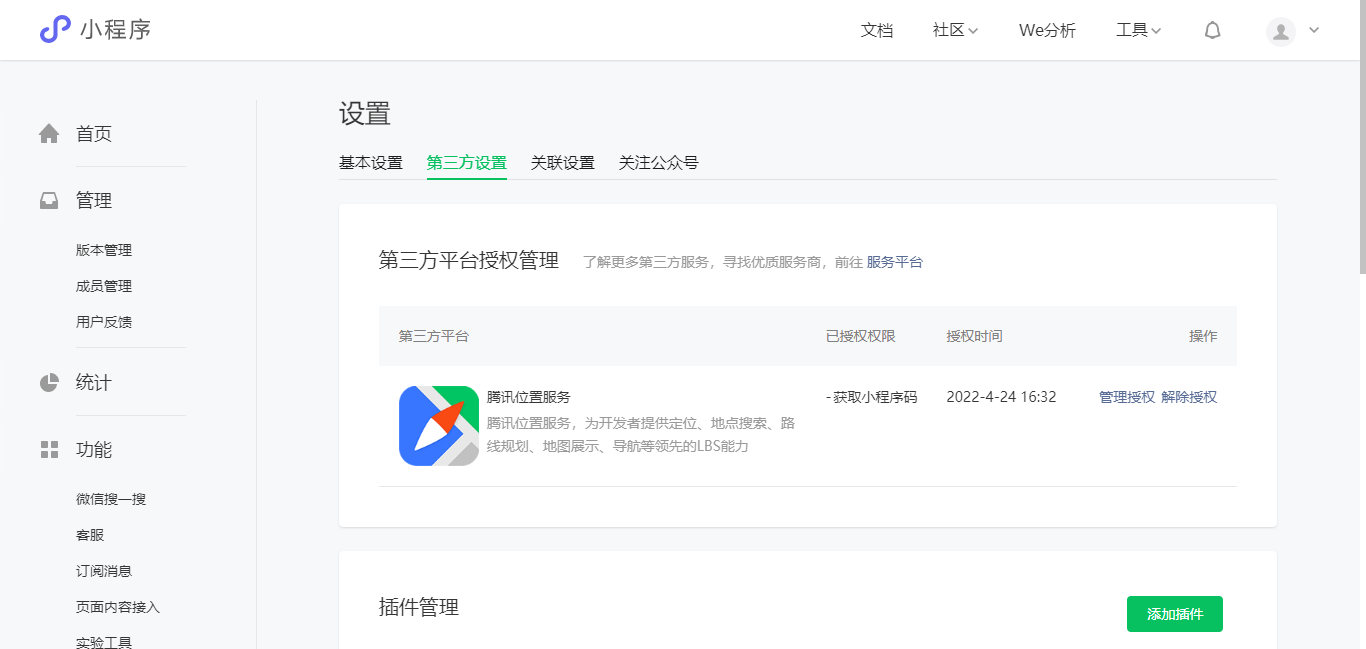 小程序
文档
社区
We分析
工具
首页
管理
版本管理
成员管理
用户反馈
统计
功能
微信搜一搜
客服
订阅消息
页面内容接入
实验工具
设置
基本设置
第三方设置
关联设置
关注公众号
第三方平台授权管理
了解更多第三方服务，寻找优质服务商，前往 服务平台
第三方平台
已授权权限
授权时间
操作
腾讯位置服务
腾讯位置服务，为开发者提供定位、地点搜索、路
线规划、地图展示、导航等领先的LBS能力
-获取小程序码
2022-4-24 16:32
管理授权 解除授权
插件管理
添加插件